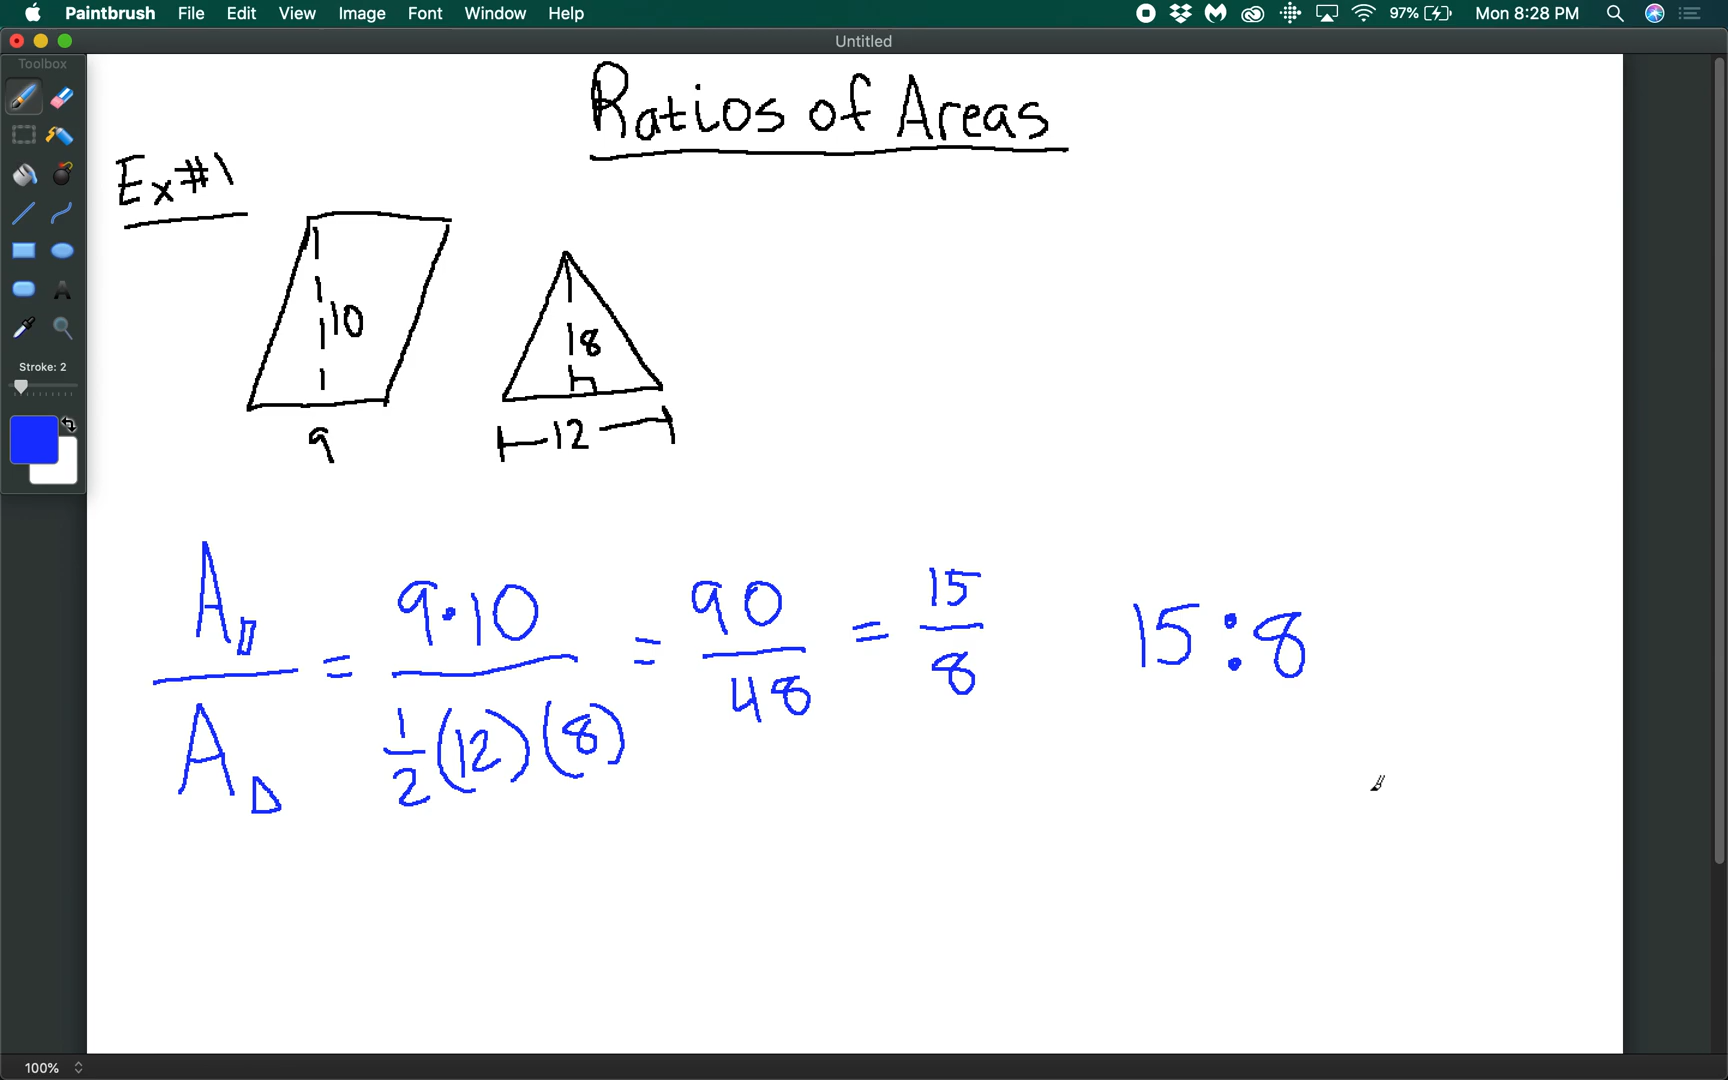 Paintbrush File Edit View Image Font Window Help 97% Mon 8:28 PM
Untitled
Toolbox
Ratios of Areas
Ex#1
10
8
9
12
A▯/A△ = 9·10/(1/2(12)(8)) = 90/48 = 15/8 15:8
A
Stroke: 2
100%